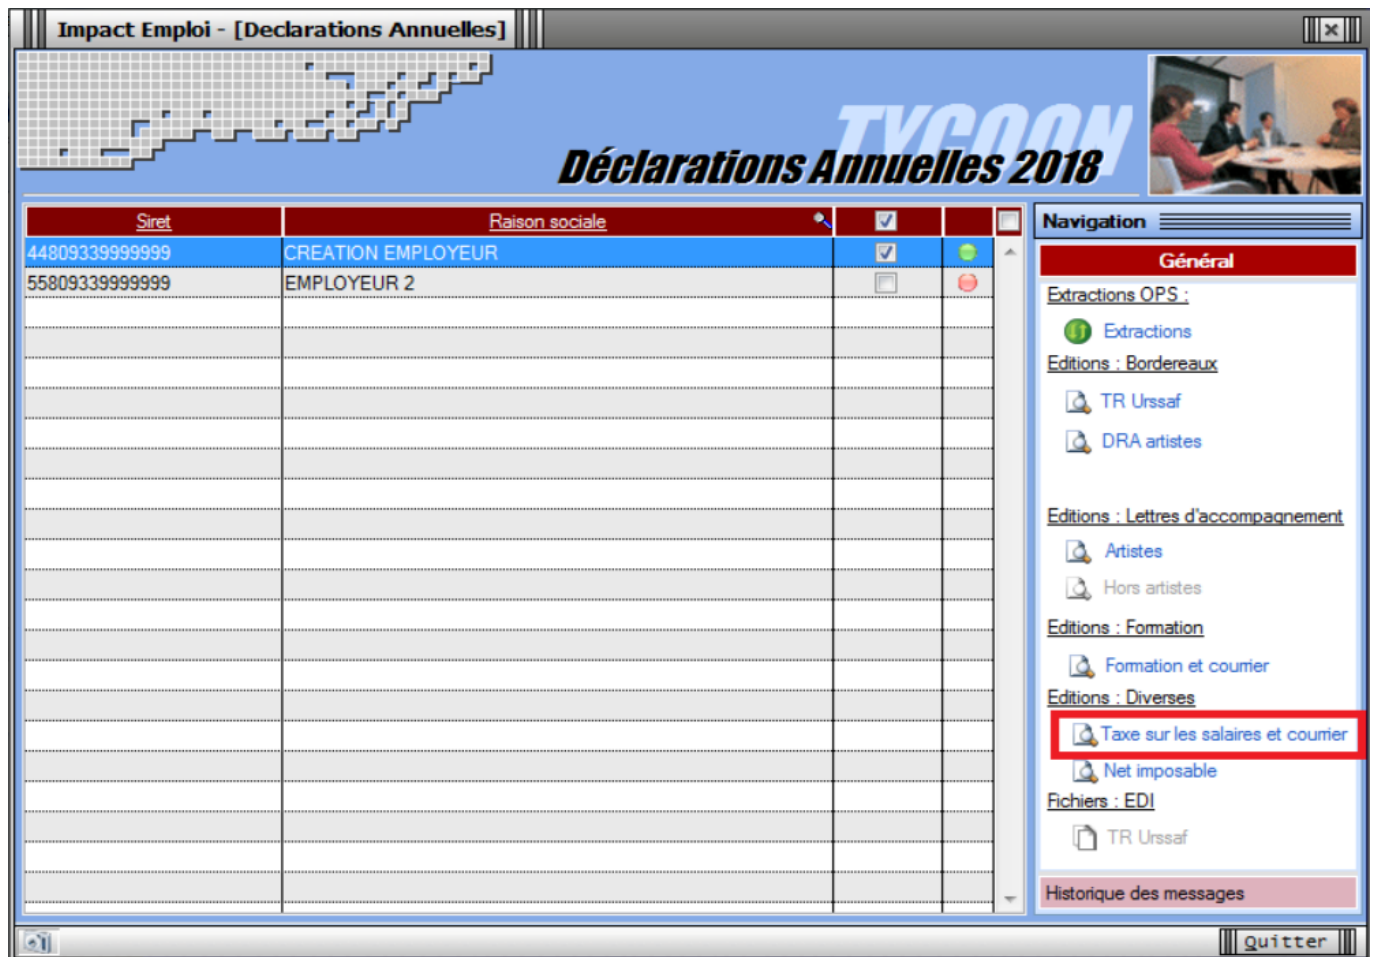 Impact Emploi - [Declarations Annuelles]
TYCOON
Déclarations Annuelles 2018
Siret Raison sociale
44809339999999 CREATION EMPLOYEUR
55809339999999 EMPLOYEUR 2
Navigation
Général
Extractions OPS :
Extractions
Editions : Bordereaux
TR Urssaf
DRA artistes
Editions : Lettres d'accompagnement
Artistes
Hors artistes
Editions : Formation
Formation et courrier
Editions : Diverses
Taxe sur les salaires et courrier
Net imposable
Fichiers : EDI
TR Urssaf
Historique des messages
Quitter